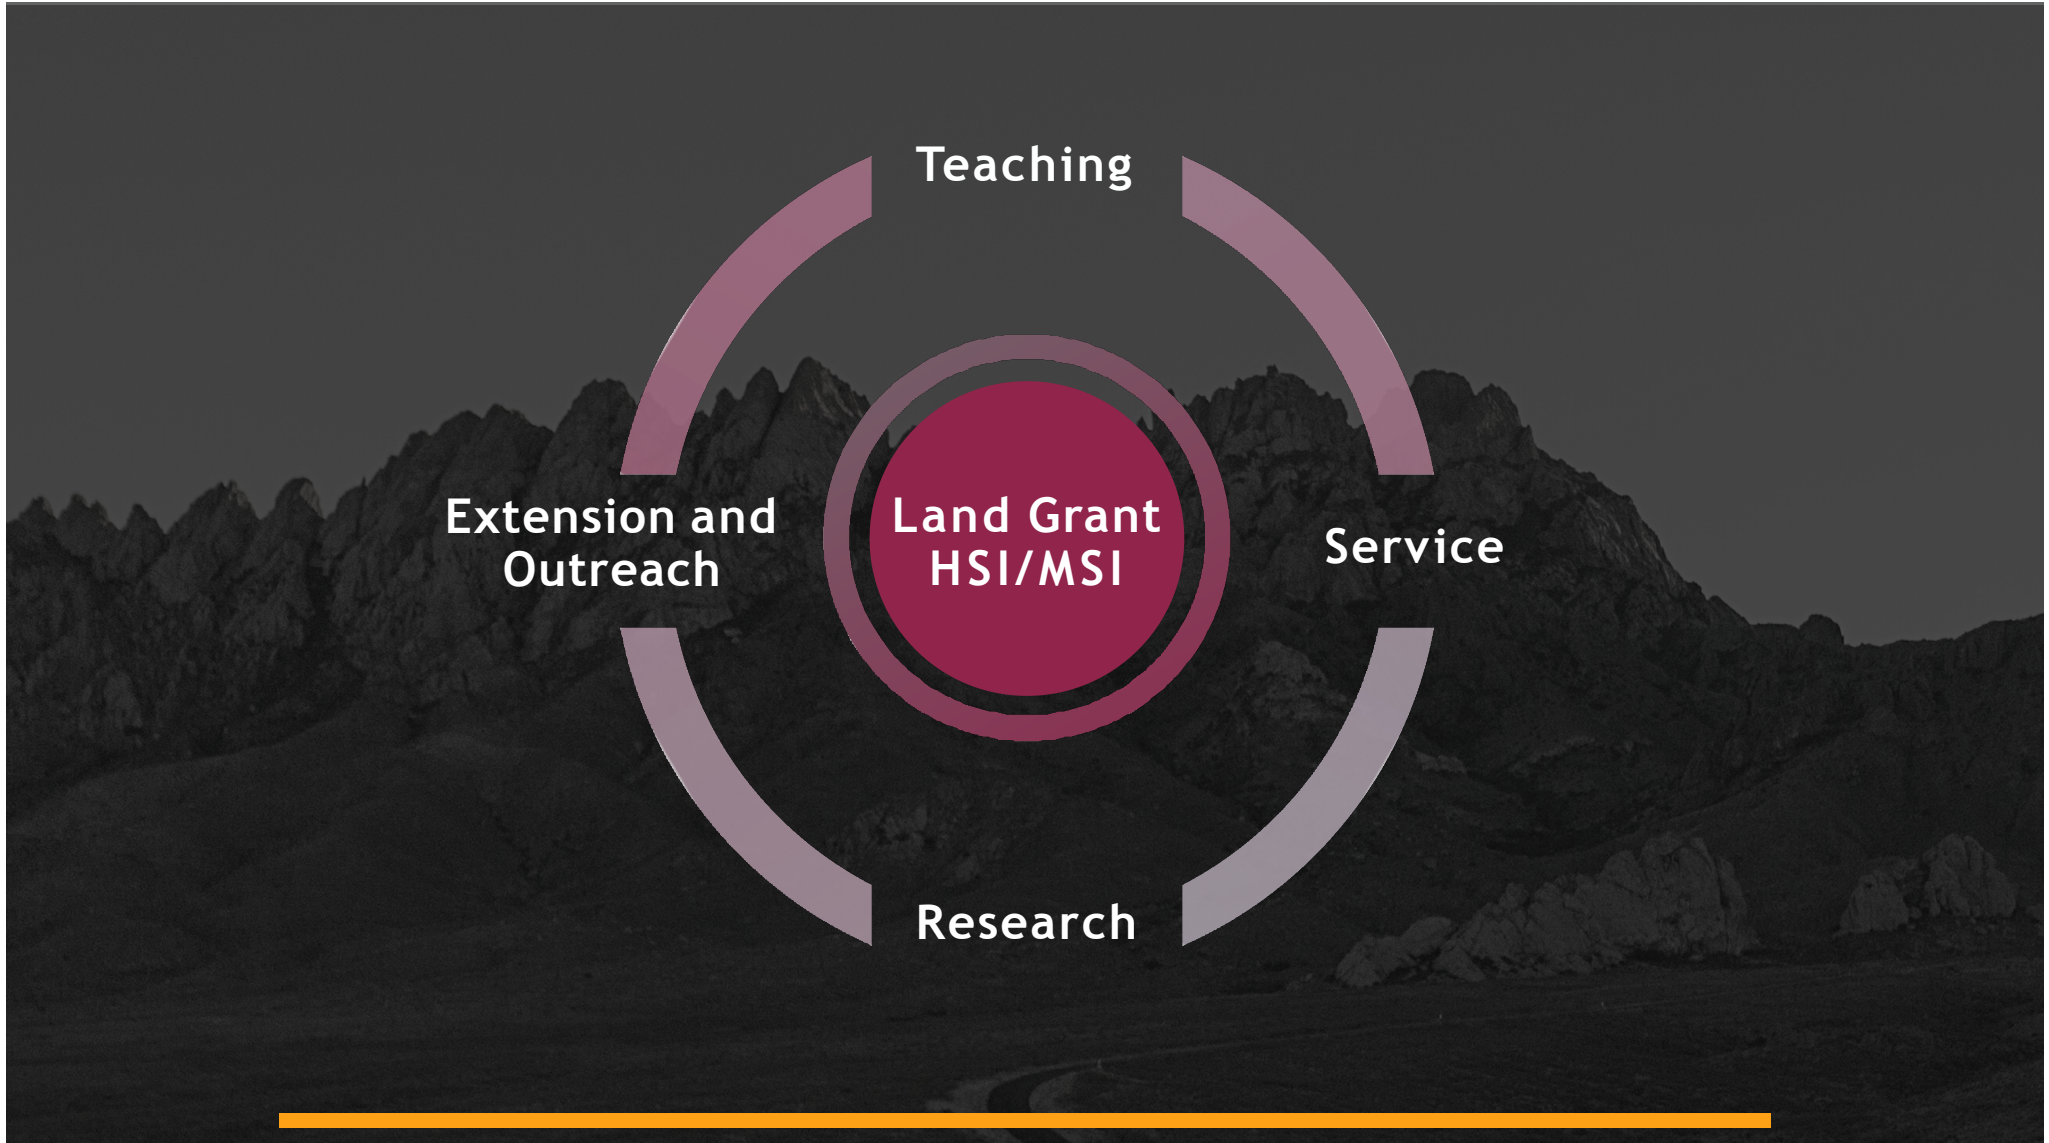 Teaching
Extension and
Outreach
Land Grant
HSI/MSI
Service
Research